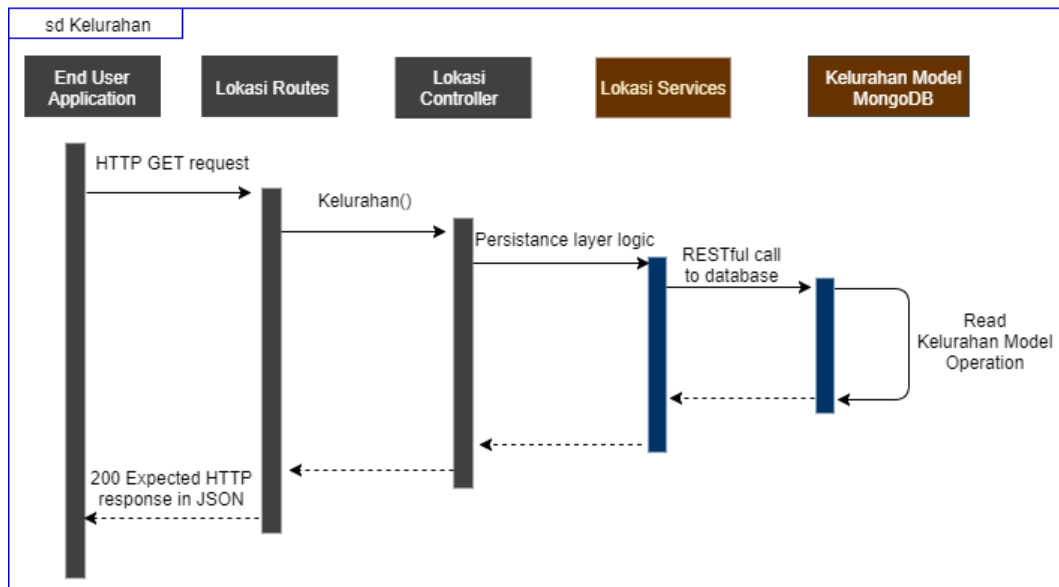 sd Kelurahan
End User
Application
Lokasi Routes
Lokasi
Controller
Lokasi Services
Kelurahan Model
MongoDB
HTTP GET request
Kelurahan()
Persistance layer logic
RESTful call
to database
Read
Kelurahan Model
Operation
200 Expected HTTP
response in JSON